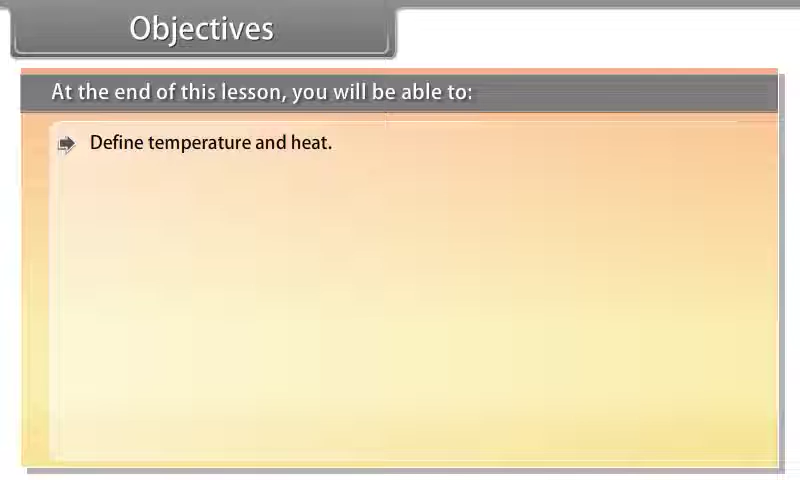 Objectives
At the end of this lesson, you will be able to:
Define temperature and heat.